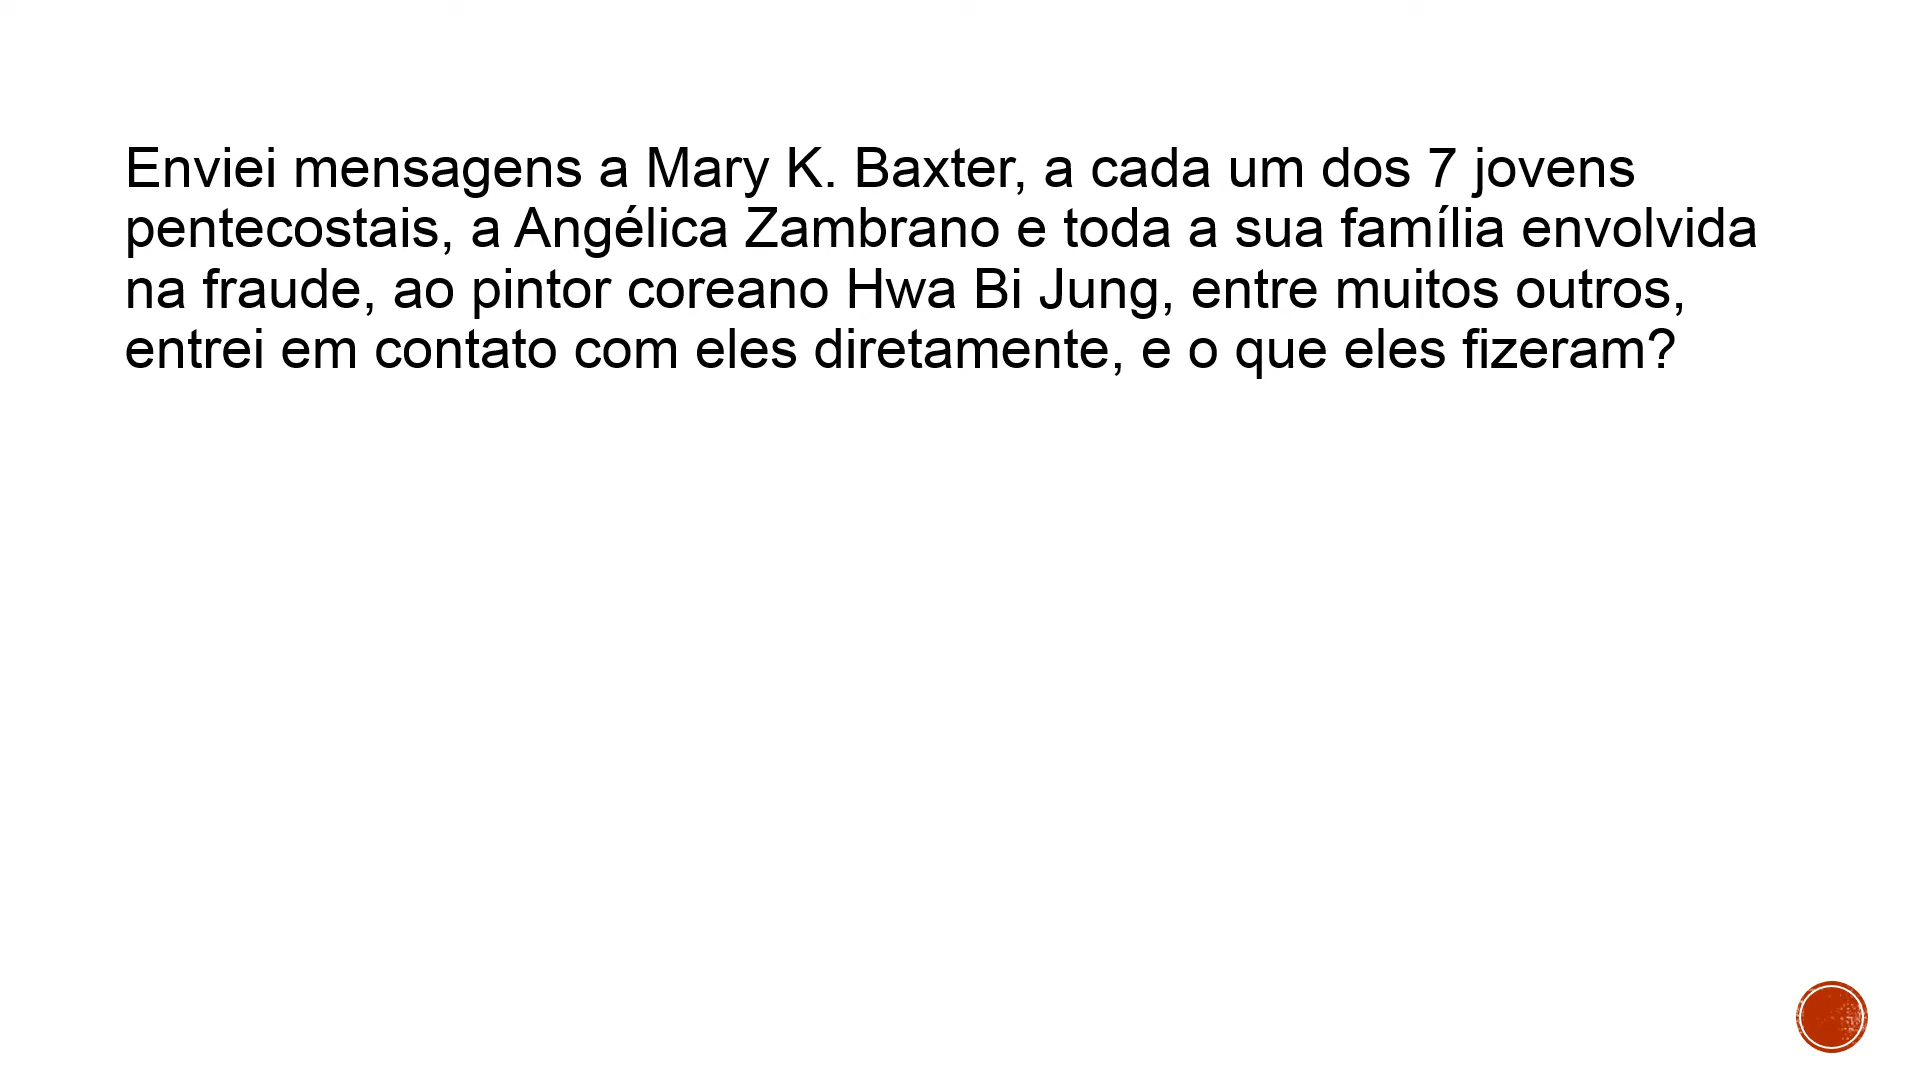 Enviei mensagens a Mary K. Baxter, a cada um dos 7 jovens
pentecostais, a Angélica Zambrano e toda a sua família envolvida
na fraude, ao pintor coreano Hwa Bi Jung, entre muitos outros,
entrei em contato com eles diretamente, e o que eles fizeram?